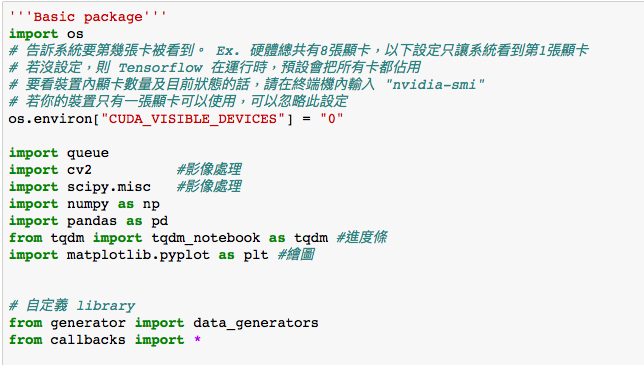 '''Basic package'''
import os
# 告訴系統要第幾張卡被看到。 Ex. 硬體總共有8張顯卡，以下設定只讓系統看到第1張顯卡
# 若沒設定，則 Tensorflow 在運行時，預設會把所有卡都佔用
# 要看裝置內顯卡數量及目前狀態的話，請在終端機內輸入 "nvidia-smi"
# 若你的裝置只有一張顯卡可以使用，可以忽略此設定
os.environ["CUDA_VISIBLE_DEVICES"] = "0"
import queue
import cv2 #影像處理
import scipy.misc #影像處理
import numpy as np
import pandas as pd
from tqdm import tqdm_notebook as tqdm #進度條
import matplotlib.pyplot as plt #繪圖
# 自定義 library
from generator import data_generators
from callbacks import *